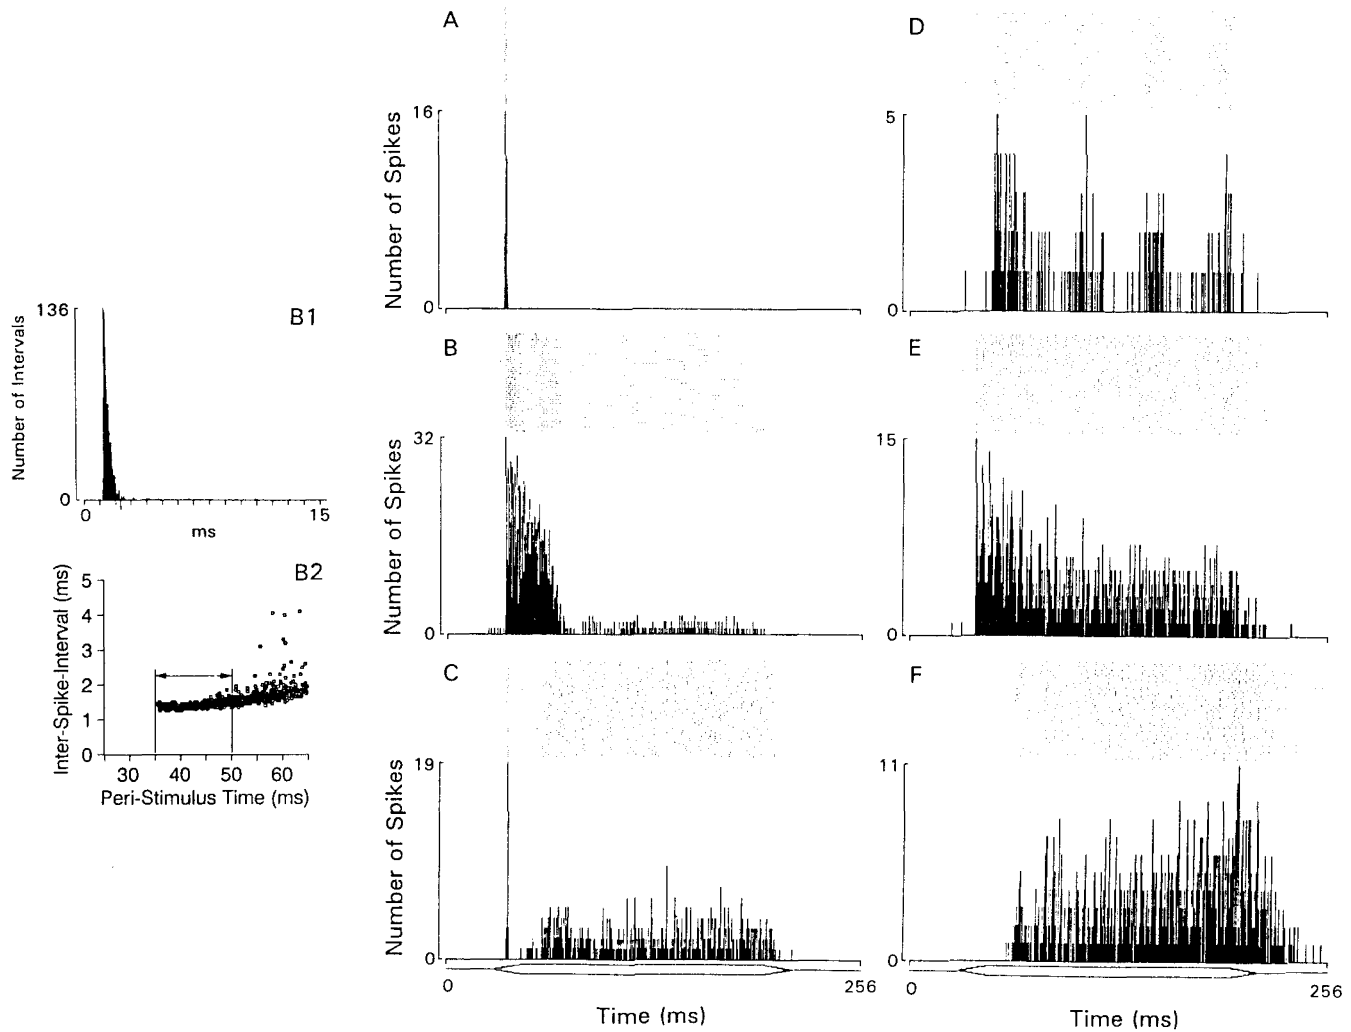 B1
136
Number of Intervals
0
0
15
ms
B2
5
4
3
2
1
0
Inter-Spike-Interval (ms)
30
40
50
60
Peri-Stimulus Time (ms)
A
16
Number of Spikes
0
B
32
Number of Spikes
0
C
19
Number of Spikes
0
0
256
Time (ms)
D
5
0
E
15
0
F
11
0
0
256
Time (ms)